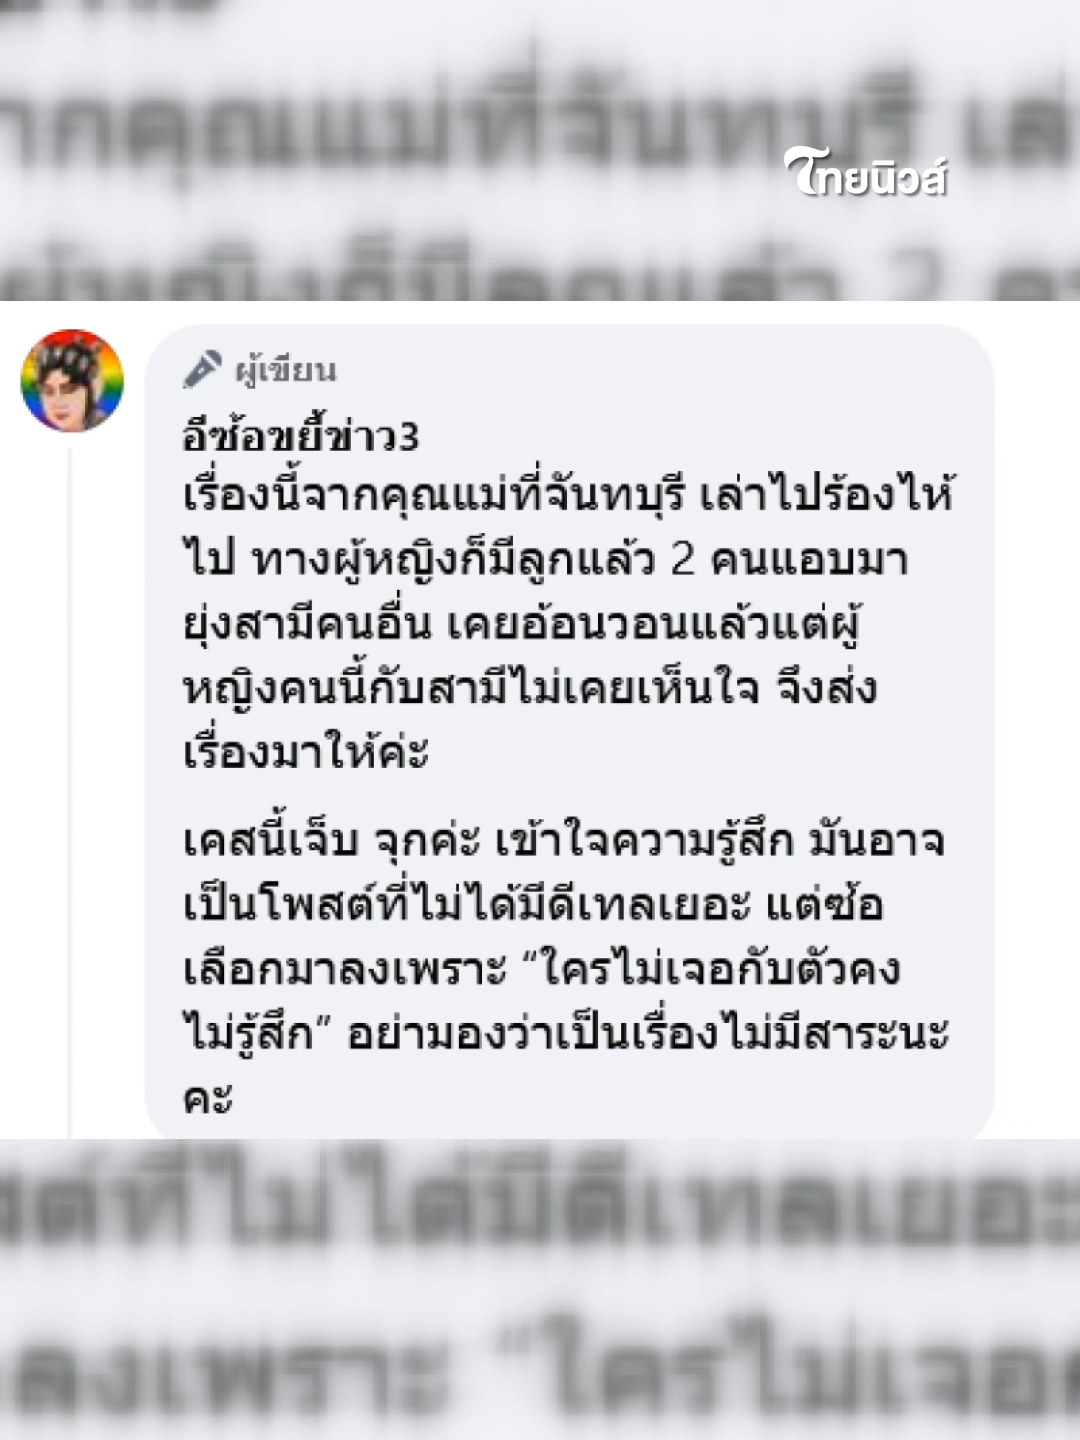 ไทยนิวส์
ผู้เขียน
อีซ้อขยี้ข่าว3
เรื่องนี้จากคุณแม่ที่จันทบุรี เล่าไปร้องไห้
ไป ทางผู้หญิงก็มีลูกแล้ว 2 คนแอบมา
ยุ่งสามีคนอื่น เคยอ้อนวอนแล้วแต่ผู้
หญิงคนนี้กับสามีไม่เคยเห็นใจ จึงส่ง
เรื่องมาให้ค่ะ
เคสนี้เจ็บ จุกค่ะ เข้าใจความรู้สึก มันอาจ
เป็นโพสต์ที่ไม่ได้มีดีเทลเยอะ แต่ซ้อ
เลือกมาลงเพราะ “ใครไม่เจอกับตัวคง
ไม่รู้สึก” อย่ามองว่าเป็นเรื่องไม่มีสาระนะ
คะ